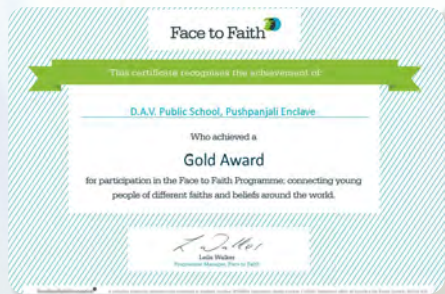 Face to Faith
This certificate recognises the achievement of:
D.A.V. Public School, Pushpanjali Enclave
Who achieved a
Gold Award
for participation in the Face to Faith Programme; connecting young
people of different faiths and beliefs around the world.
Leila Walker
Programme Manager, Face to Faith